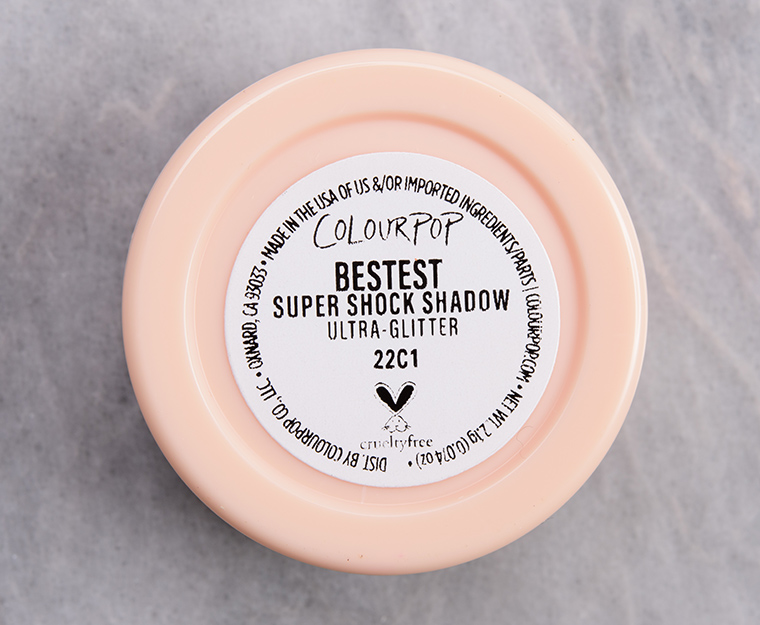 COLOURPOP
BESTEST
SUPER SHOCK SHADOW
ULTRA-GLITTER
22C1
crueltyfree
DIST. BY COLOURPOP CO., LLC. • OXNARD, CA 93033 • MADE IN THE USA OF US &/OR IMPORTED INGREDIENTS/PARTS | COLOURPOP.COM • NET WT. 2.1g (0.074 oz) •